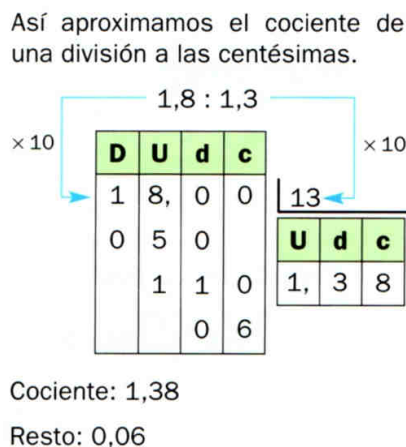 Así aproximamos el cociente de
una división a las centésimas.
1,8 : 1,3
× 10
× 10
D U d c
1 8, 0 0 13
0 5 0 U d c
1 1 0 1, 3 8
0 6
Cociente: 1,38
Resto: 0,06